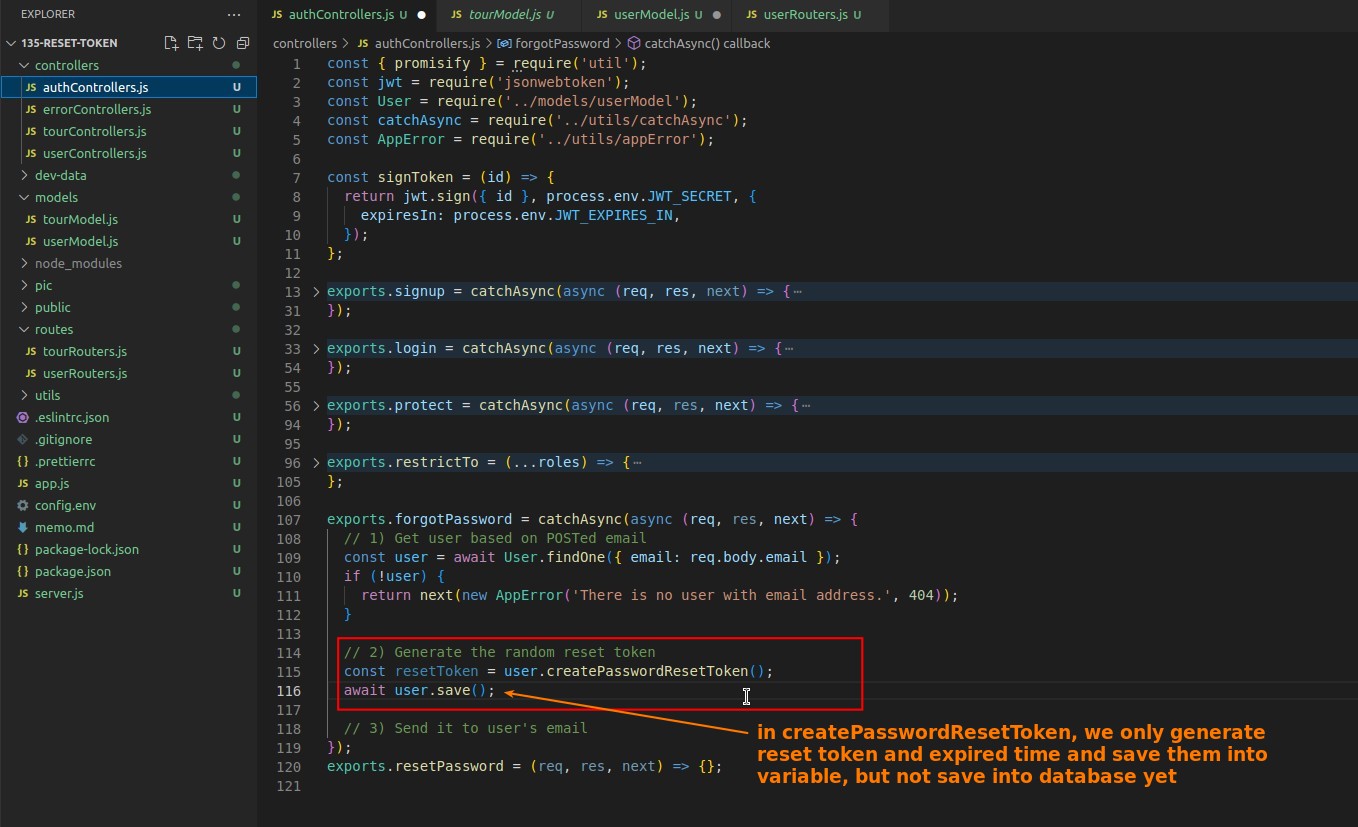 EXPLORER ···
JS authControllers.js U ●
JS tourModel.js U
JS userModel.js U ●
JS userRouters.js U
135-RESET-TOKEN
controllers
JS authControllers.js U
JS errorControllers.js U
JS tourControllers.js U
JS userControllers.js U
dev-data
models
JS tourModel.js U
JS userModel.js U
node_modules
pic
public
routes
JS tourRouters.js U
JS userRouters.js U
utils
.eslintrc.json U
.gitignore U
{} .prettierrc U
JS app.js U
config.env U
memo.md U
{} package-lock.json U
{} package.json U
JS server.js U
controllers > JS authControllers.js > forgotPassword > catchAsync() callback
1 const { promisify } = require('util');
2 const jwt = require('jsonwebtoken');
3 const User = require('../models/userModel');
4 const catchAsync = require('../utils/catchAsync');
5 const AppError = require('../utils/appError');
6
7 const signToken = (id) => {
8 return jwt.sign({ id }, process.env.JWT_SECRET, {
9 expiresIn: process.env.JWT_EXPIRES_IN,
10 });
11 };
12
13 exports.signup = catchAsync(async (req, res, next) => {···
31 });
32
33 exports.login = catchAsync(async (req, res, next) => {···
54 });
55
56 exports.protect = catchAsync(async (req, res, next) => {···
94 });
95
96 exports.restrictTo = (...roles) => {···
105 };
106
107 exports.forgotPassword = catchAsync(async (req, res, next) => {
108 // 1) Get user based on POSTed email
109 const user = await User.findOne({ email: req.body.email });
110 if (!user) {
111 return next(new AppError('There is no user with email address.', 404));
112 }
113
114 // 2) Generate the random reset token
115 const resetToken = user.createPasswordResetToken();
116 await user.save();
117
118 // 3) Send it to user's email
119 });
120 exports.resetPassword = (req, res, next) => {};
121
in createPasswordResetToken, we only generate
reset token and expired time and save them into
variable, but not save into database yet